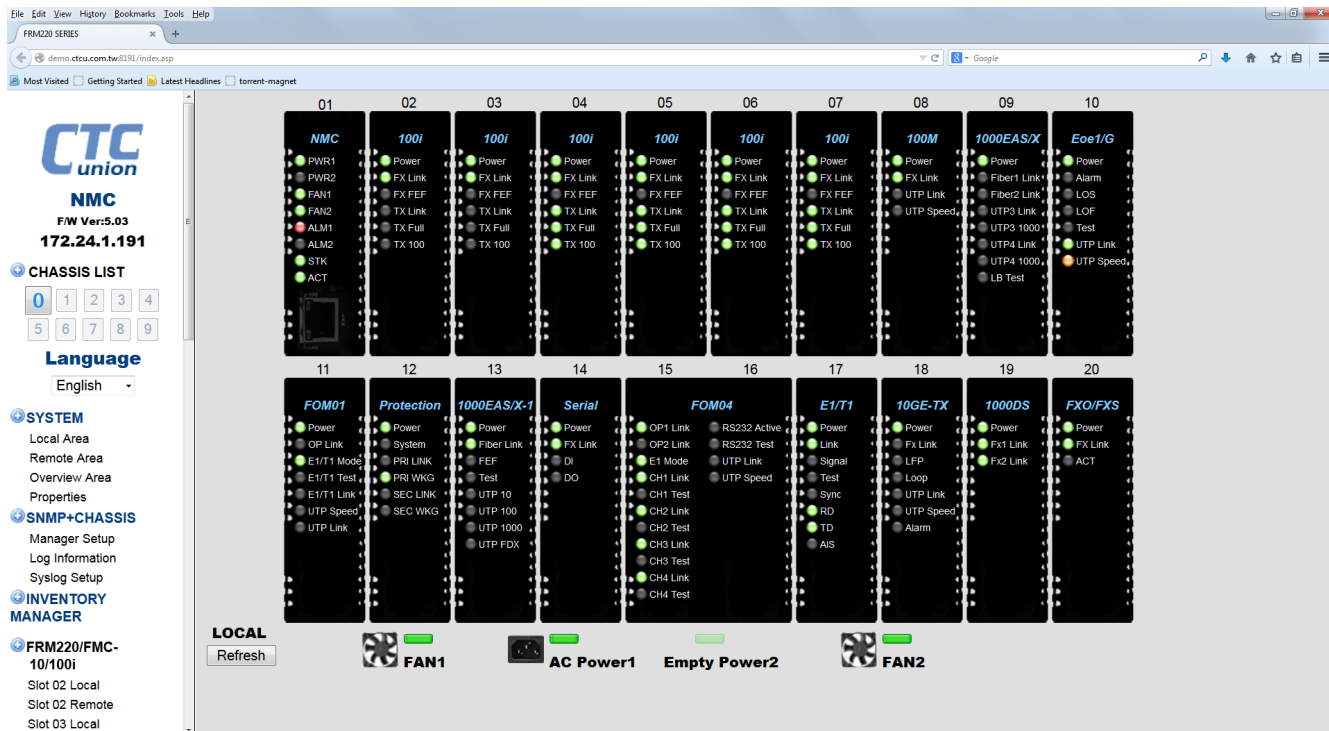 File Edit View History Bookmarks Tools Help
FRM220 SERIES × +
demo.ctcu.com.tw:8191/index.asp
8 Google
Most Visited Getting Started Latest Headlines torrent-magnet
CTC union
NMC
F/W Ver:5.03
172.24.1.191
CHASSIS LIST
0 1 2 3 4
5 6 7 8 9
Language
English
SYSTEM
Local Area
Remote Area
Overview Area
Properties
SNMP+CHASSIS
Manager Setup
Log Information
Syslog Setup
INVENTORY
MANAGER
FRM220/FMC-
10/100i
Slot 02 Local
Slot 02 Remote
Slot 03 Local
01
NMC
PWR1
PWR2
FAN1
FAN2
ALM1
ALM2
STK
ACT
02
100i
Power
FX Link
FX FEF
TX Link
TX Full
TX 100
03
100i
Power
FX Link
FX FEF
TX Link
TX Full
TX 100
04
100i
Power
FX Link
FX FEF
TX Link
TX Full
TX 100
05
100i
Power
FX Link
FX FEF
TX Link
TX Full
TX 100
06
100i
Power
FX Link
FX FEF
TX Link
TX Full
TX 100
07
100i
Power
FX Link
FX FEF
TX Link
TX Full
TX 100
08
100M
Power
FX Link
UTP Link
UTP Speed
09
1000EAS/X
Power
Fiber1 Link
Fiber2 Link
UTP3 Link
UTP3 1000
UTP4 Link
UTP4 1000
LB Test
10
Eoe1/G
Power
Alarm
LOS
LOF
Test
UTP Link
UTP Speed
11
FOM01
Power
OP Link
E1/T1 Mode
E1/T1 Test
E1/T1 Link
UTP Speed
UTP Link
12
Protection
Power
System
PRI LINK
PRI WKG
SEC LINK
SEC WKG
13
1000EAS/X-1
Power
Fiber Link
FEF
Test
UTP 10
UTP 100
UTP 1000
UTP FDX
14
Serial
Power
FX Link
DI
DO
15 16
FOM04
OP1 Link
OP2 Link
E1 Mode
CH1 Link
CH1 Test
CH2 Link
CH2 Test
CH3 Link
CH3 Test
CH4 Link
CH4 Test
RS232 Active
RS232 Test
UTP Link
UTP Speed
17
E1/T1
Power
Link
Signal
Test
Sync
RD
TD
AIS
18
10GE-TX
Power
Fx Link
LFP
Loop
UTP Link
UTP Speed
Alarm
19
1000DS
Power
Fx1 Link
Fx2 Link
20
FXO/FXS
Power
FX Link
ACT
LOCAL
Refresh
FAN1
AC Power1
Empty Power2
FAN2